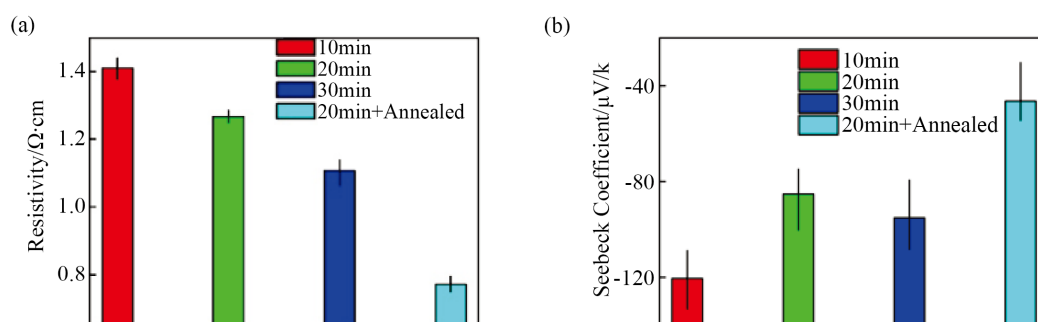 (a)
Resistivity/Ω·cm
1.4
1.2
1.0
0.8
10min
20min
30min
20min+Annealed
(b)
Seebeck Coefficient/μV/k
-40
-80
-120
10min
20min
30min
20min+Annealed